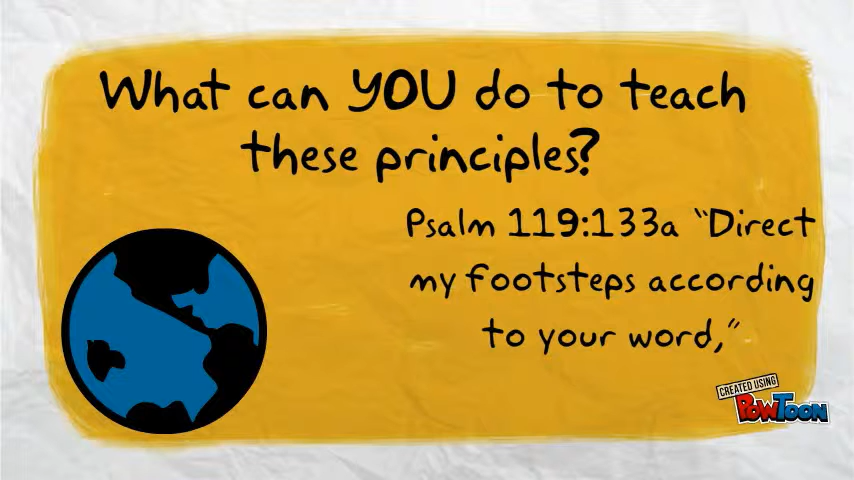 What can YOU do to teach
these principles?
Psalm 119:133a “Direct
my footsteps according
to your word,”
CREATED USING
POWTOON